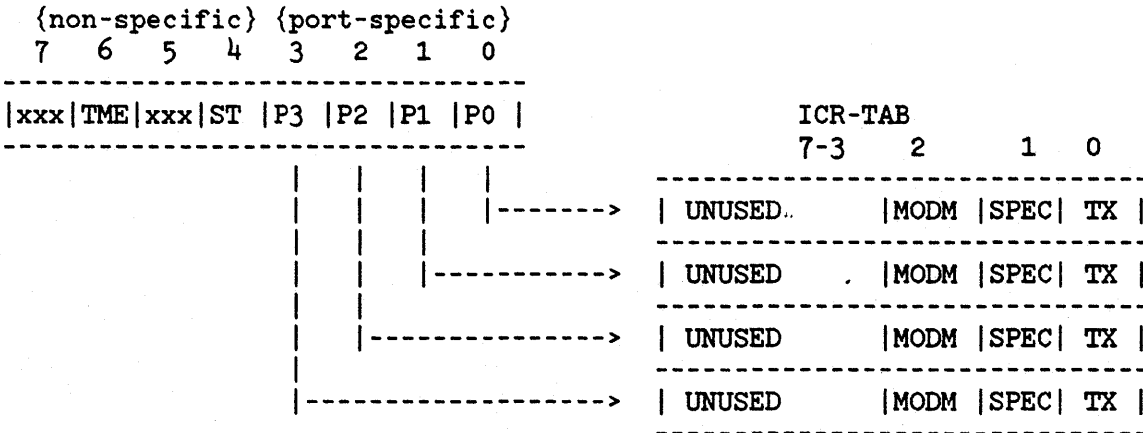 {non-specific} {port-specific}
7 6 5 4 3 2 1 0
---------------------------------
|xxx|TME|xxx|ST |P3 |P2 |P1 |P0 |
---------------------------------
ICR-TAB
7-3 2 1 0
-------------------------------
|-------> | UNUSED |MODM |SPEC| TX |
-------------------------------
|-----------> | UNUSED |MODM |SPEC| TX |
-------------------------------
|---------------> | UNUSED |MODM |SPEC| TX |
-------------------------------
|-------------------> | UNUSED |MODM |SPEC| TX |
-------------------------------